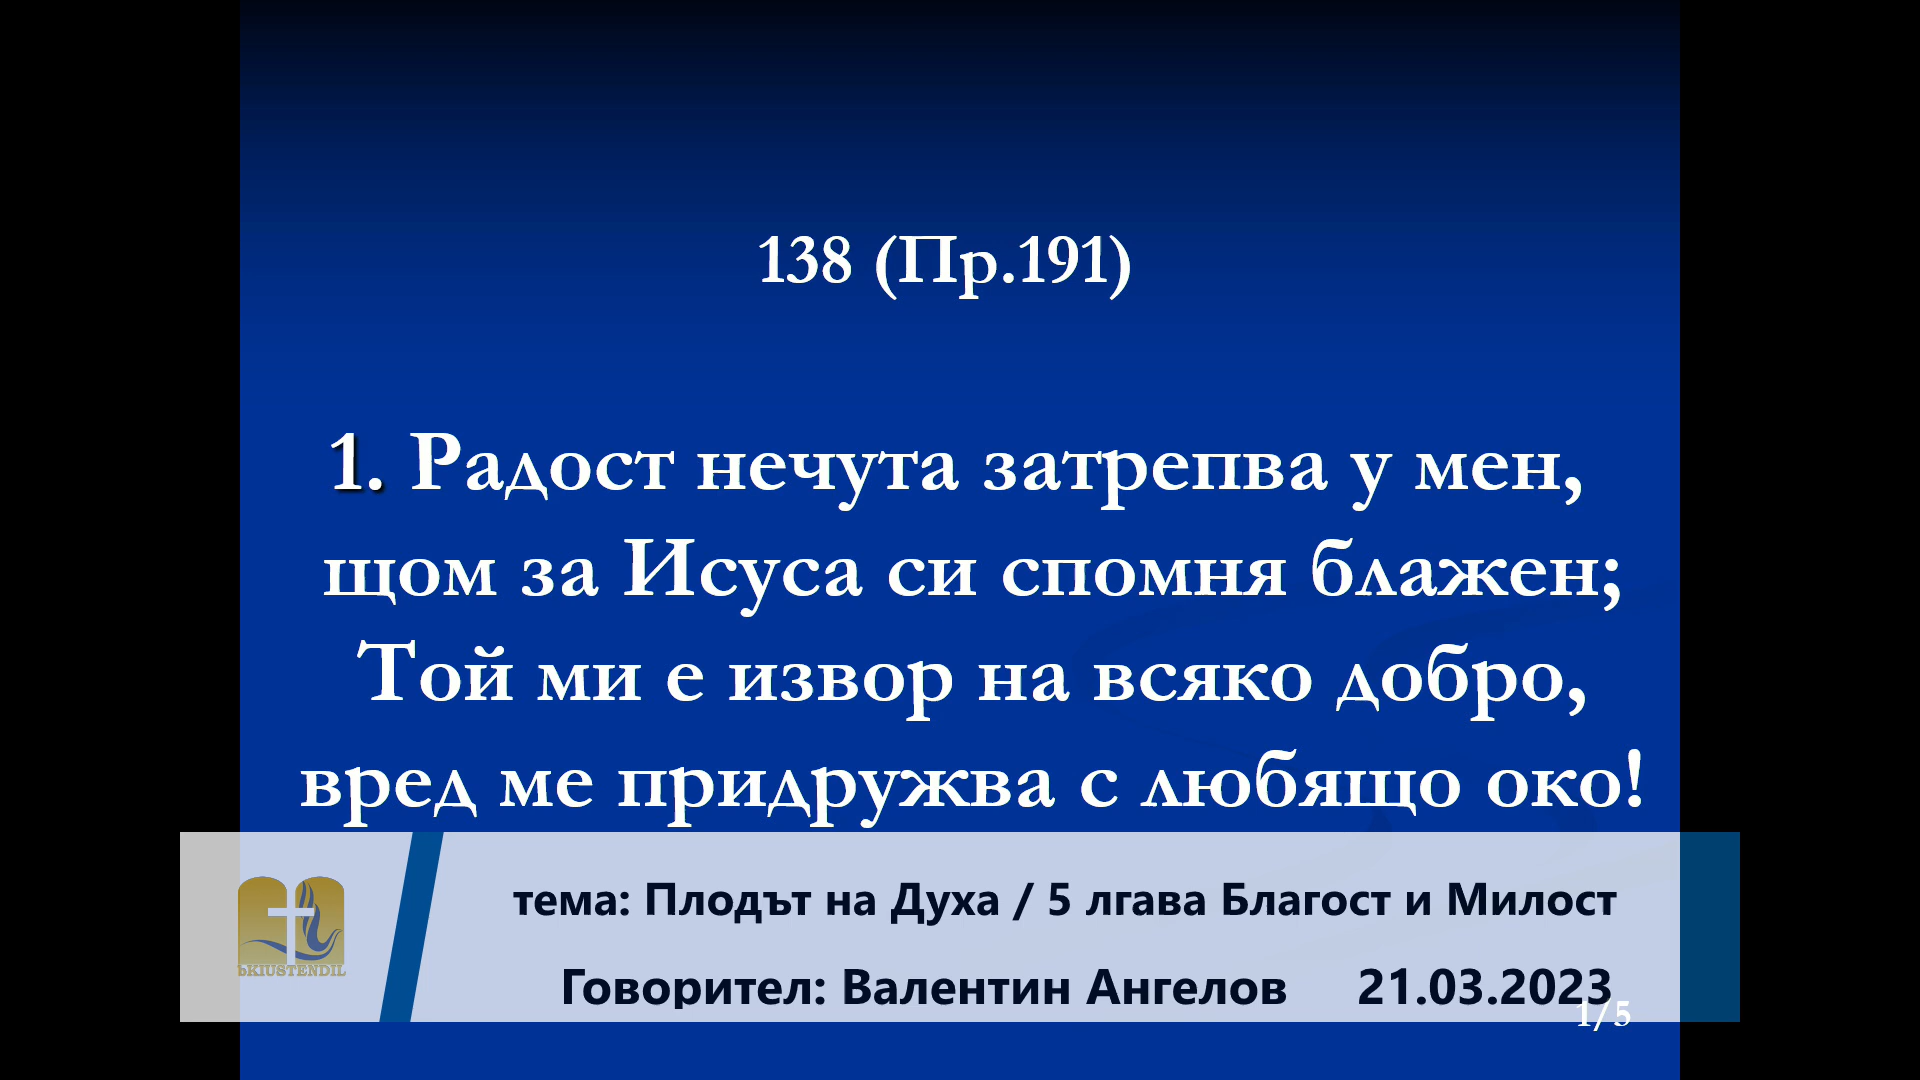 138 (Пр.191)
1. Радост нечута затрепва у мен,
щом за Исуса си спомня блажен;
Той ми е извор на всяко добро,
вред ме придружва с любящо око!
тема: Плодът на Духа / 5 лгава Благост и Милост
ЪKIUSTENDIL
Говорител: Валентин Ангелов 21.03.2023
1/5